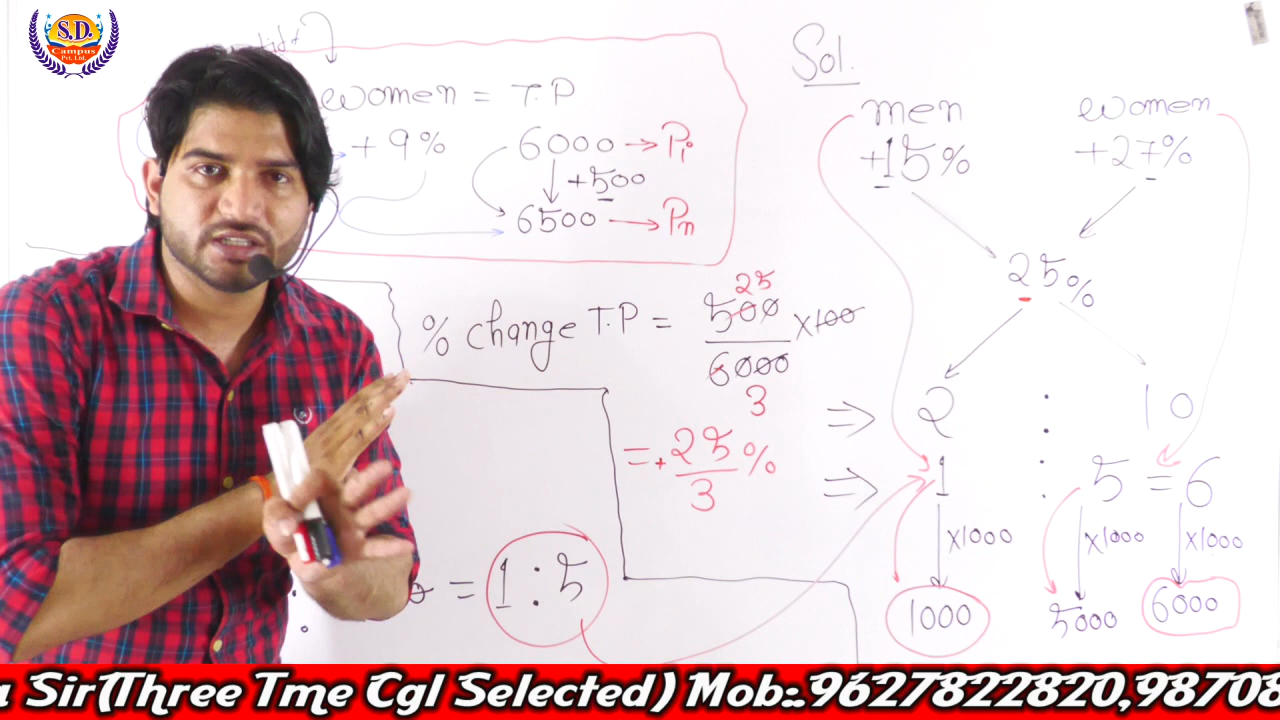 S.D.
Campus
Pvt. Ltd.
women = T.P
+ 9% 6000 → Pi
+500
6500 → Pn
% change T.P = 500/6000 × 100
25
3
= + 25/3 %
= 1 : 5
Sol.
men women
+15% +27%
25%
⇒ 2 : 10
⇒ 1 : 5 = 6
×1000 ×1000 ×1000
1000 5000 6000
a Sir(Three Tme Cgl Selected) Mob:.9627822820,98708